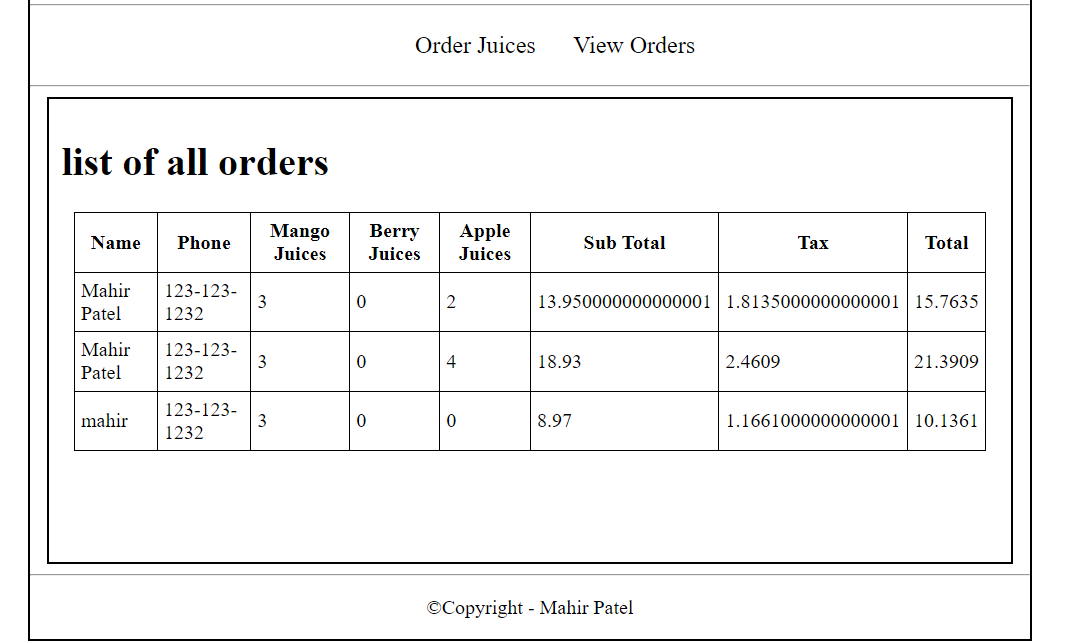 Order Juices View Orders
list of all orders
Name Phone Mango Juices Berry Juices Apple Juices Sub Total Tax Total
Mahir Patel 123-123-1232 3 0 2 13.950000000000001 1.8135000000000001 15.7635
Mahir Patel 123-123-1232 3 0 4 18.93 2.4609 21.3909
mahir 123-123-1232 3 0 0 8.97 1.1661000000000001 10.1361
©Copyright - Mahir Patel